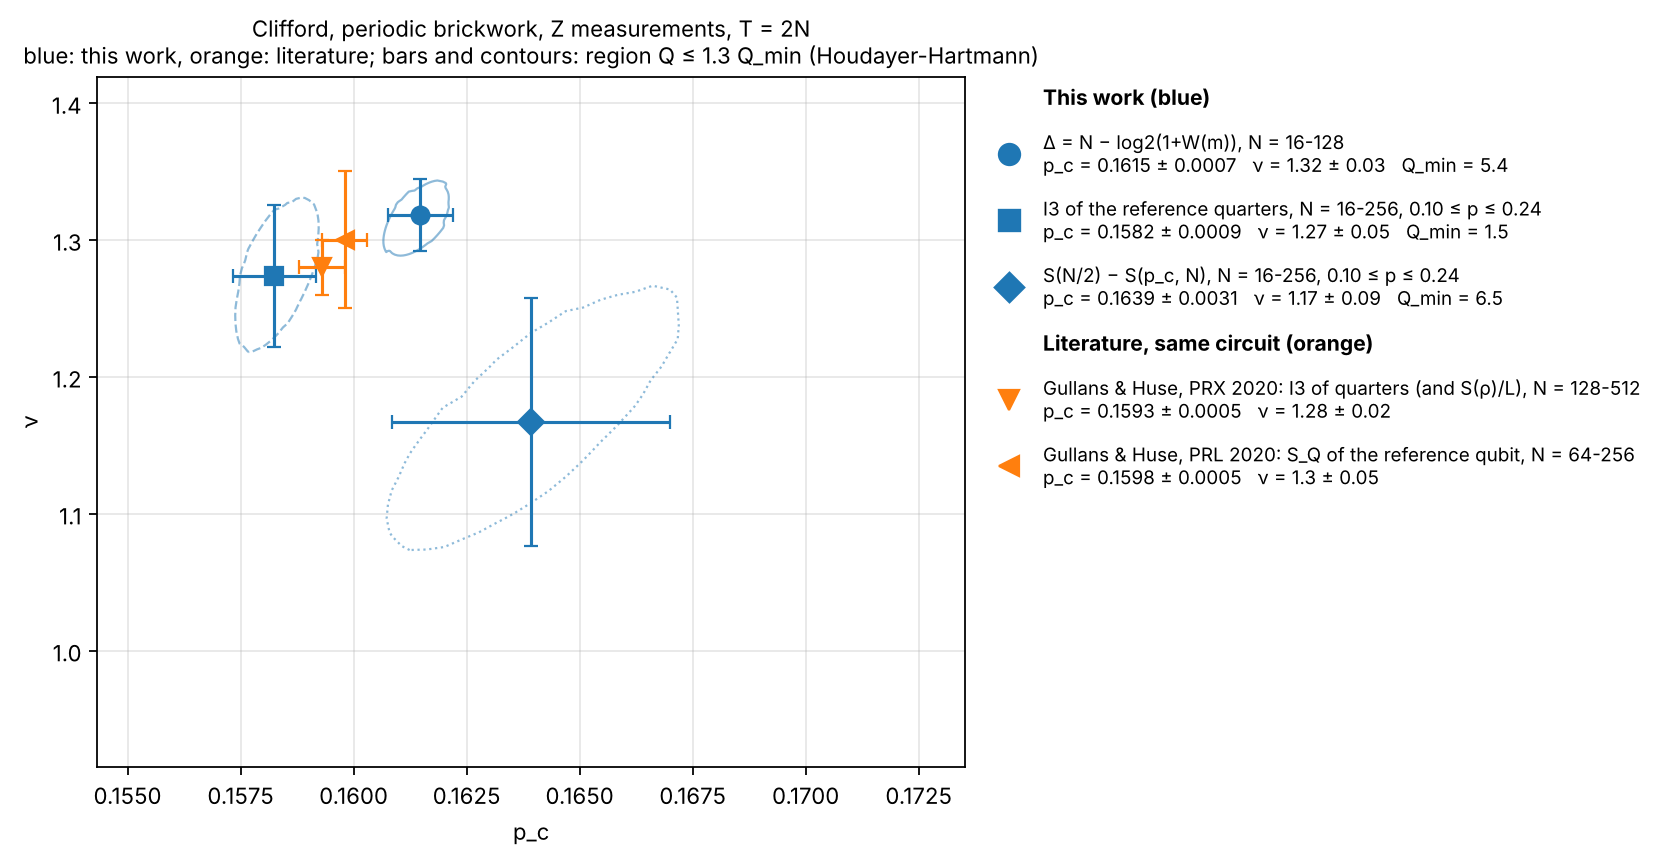 Clifford, periodic brickwork, Z measurements, T = 2N
blue: this work, orange: literature; bars and contours: region Q ≤ 1.3 Q_min (Houdayer-Hartmann)
1.4
1.3
1.2
1.1
1.0
ν
0.1550 0.1575 0.1600 0.1625 0.1650 0.1675 0.1700 0.1725
p_c
This work (blue)
Δ = N − log2(1+W(m)), N = 16-128
p_c = 0.1615 ± 0.0007 ν = 1.32 ± 0.03 Q_min = 5.4
I3 of the reference quarters, N = 16-256, 0.10 ≤ p ≤ 0.24
p_c = 0.1582 ± 0.0009 ν = 1.27 ± 0.05 Q_min = 1.5
S(N/2) − S(p_c, N), N = 16-256, 0.10 ≤ p ≤ 0.24
p_c = 0.1639 ± 0.0031 ν = 1.17 ± 0.09 Q_min = 6.5
Literature, same circuit (orange)
Gullans & Huse, PRX 2020: I3 of quarters (and S(ρ)/L), N = 128-512
p_c = 0.1593 ± 0.0005 ν = 1.28 ± 0.02
Gullans & Huse, PRL 2020: S_Q of the reference qubit, N = 64-256
p_c = 0.1598 ± 0.0005 ν = 1.3 ± 0.05